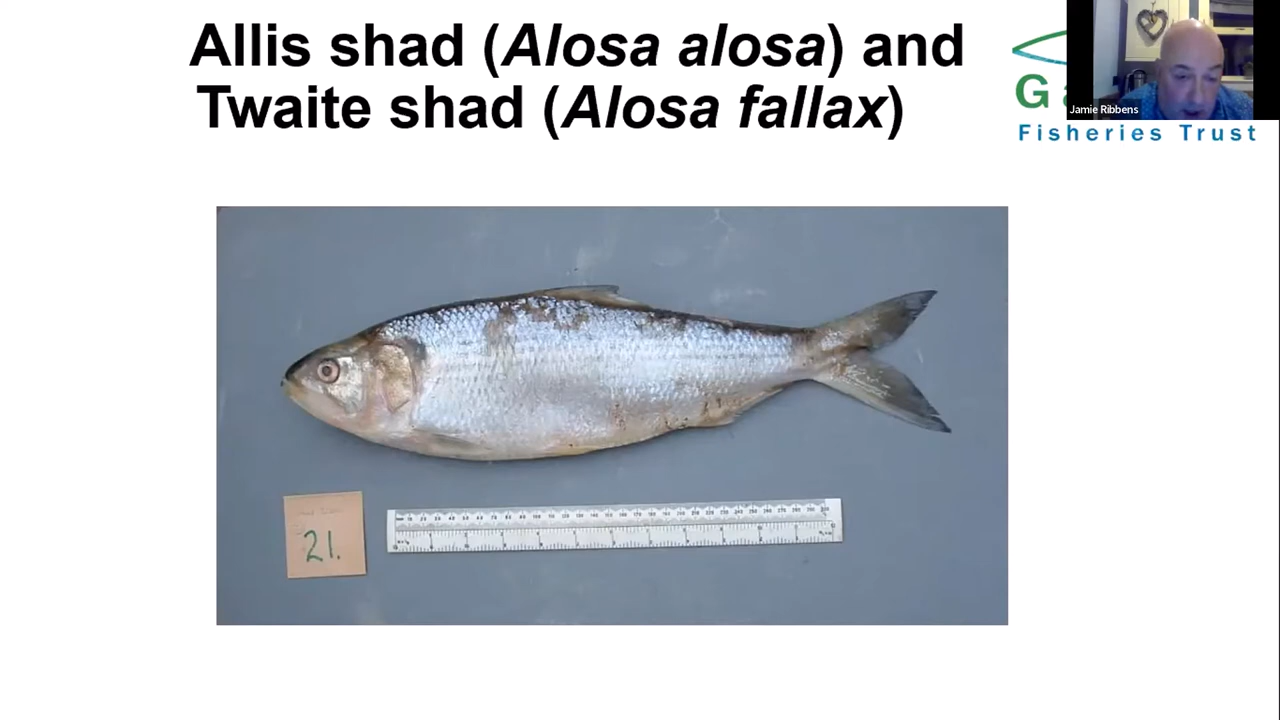 Allis shad (Alosa alosa) and
Twaite shad (Alosa fallax)
Jamie Ribbens
Fisheries Trust
21.